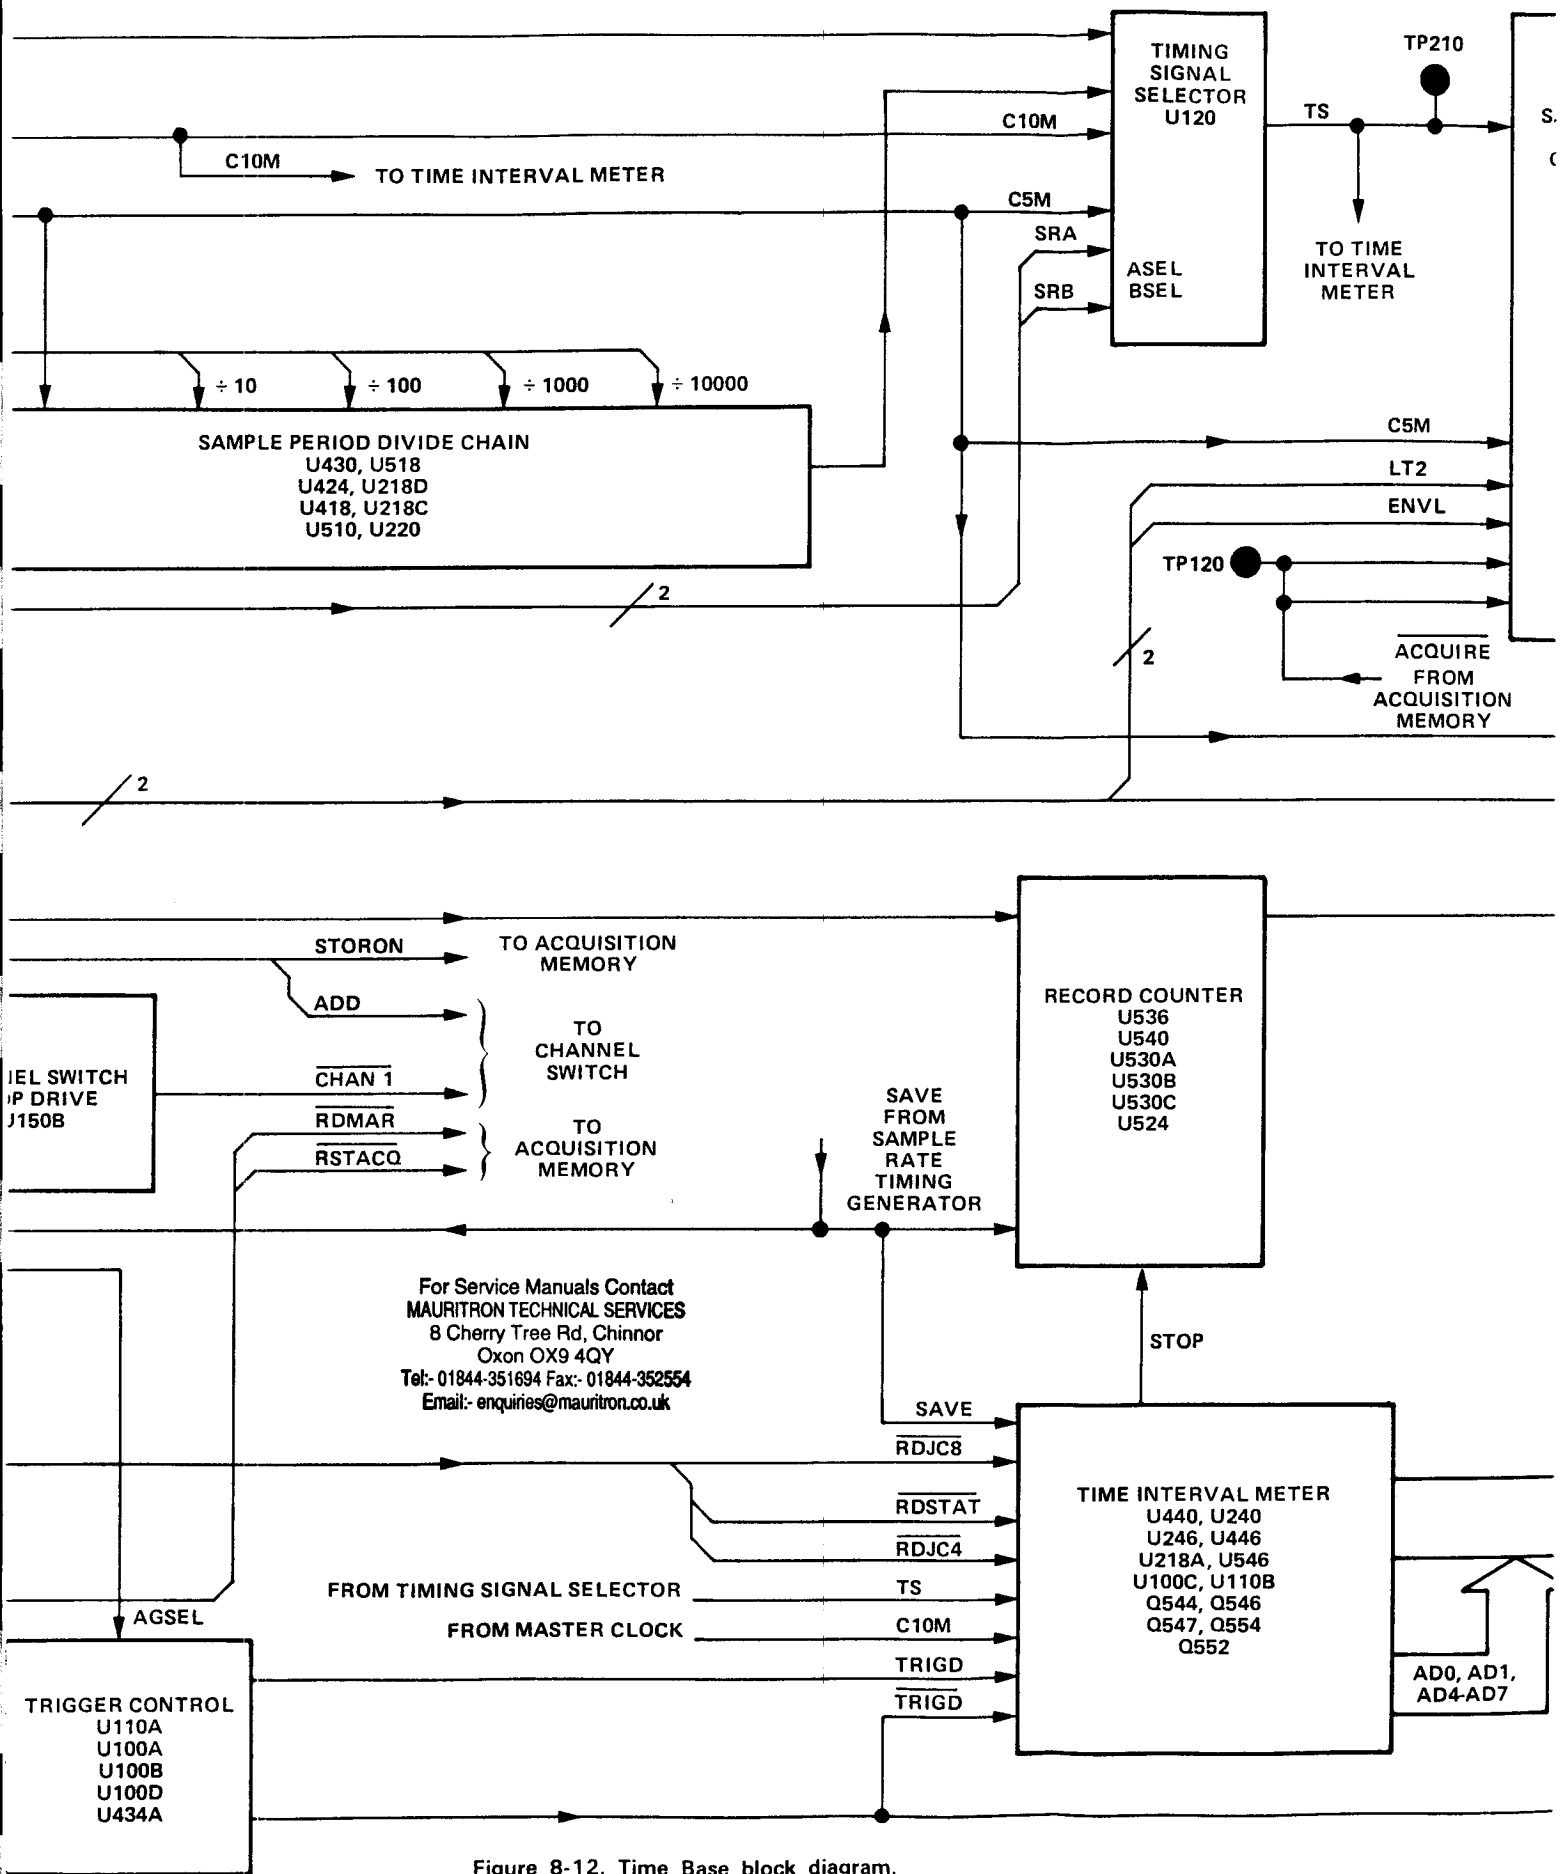 TIMING
SIGNAL
SELECTOR
U120
TP210
TS
C10M
C10M
TO TIME INTERVAL METER
C5M
SRA
SRB
ASEL
BSEL
TO TIME
INTERVAL
METER
÷ 10
÷ 100
÷ 1000
÷ 10000
SAMPLE PERIOD DIVIDE CHAIN
U430, U518
U424, U218D
U418, U218C
U510, U220
C5M
LT2
ENVL
TP120
2
2
ACQUIRE
FROM
ACQUISITION
MEMORY
2
STORON
TO ACQUISITION
MEMORY
ADD
TO
CHANNEL
SWITCH
CHAN 1
RDMAR
RSTACQ
TO
ACQUISITION
MEMORY
SWITCH
DRIVE
U150B
SAVE
FROM
SAMPLE
RATE
TIMING
GENERATOR
RECORD COUNTER
U536
U540
U530A
U530B
U530C
U524
For Service Manuals Contact
MAURITRON TECHNICAL SERVICES
8 Cherry Tree Rd, Chinnor
Oxon OX9 4QY
Tel:- 01844-351694 Fax:- 01844-352554
Email:- enquiries@mauritron.co.uk
STOP
SAVE
RDJC8
RDSTAT
RDJC4
FROM TIMING SIGNAL SELECTOR
TS
FROM MASTER CLOCK
C10M
TRIGD
TRIGD
TIME INTERVAL METER
U440, U240
U246, U446
U218A, U546
U100C, U110B
Q544, Q546
Q547, Q554
Q552
AD0, AD1,
AD4-AD7
AGSEL
TRIGGER CONTROL
U110A
U100A
U100B
U100D
U434A
Figure 8-12. Time Base block diagram.